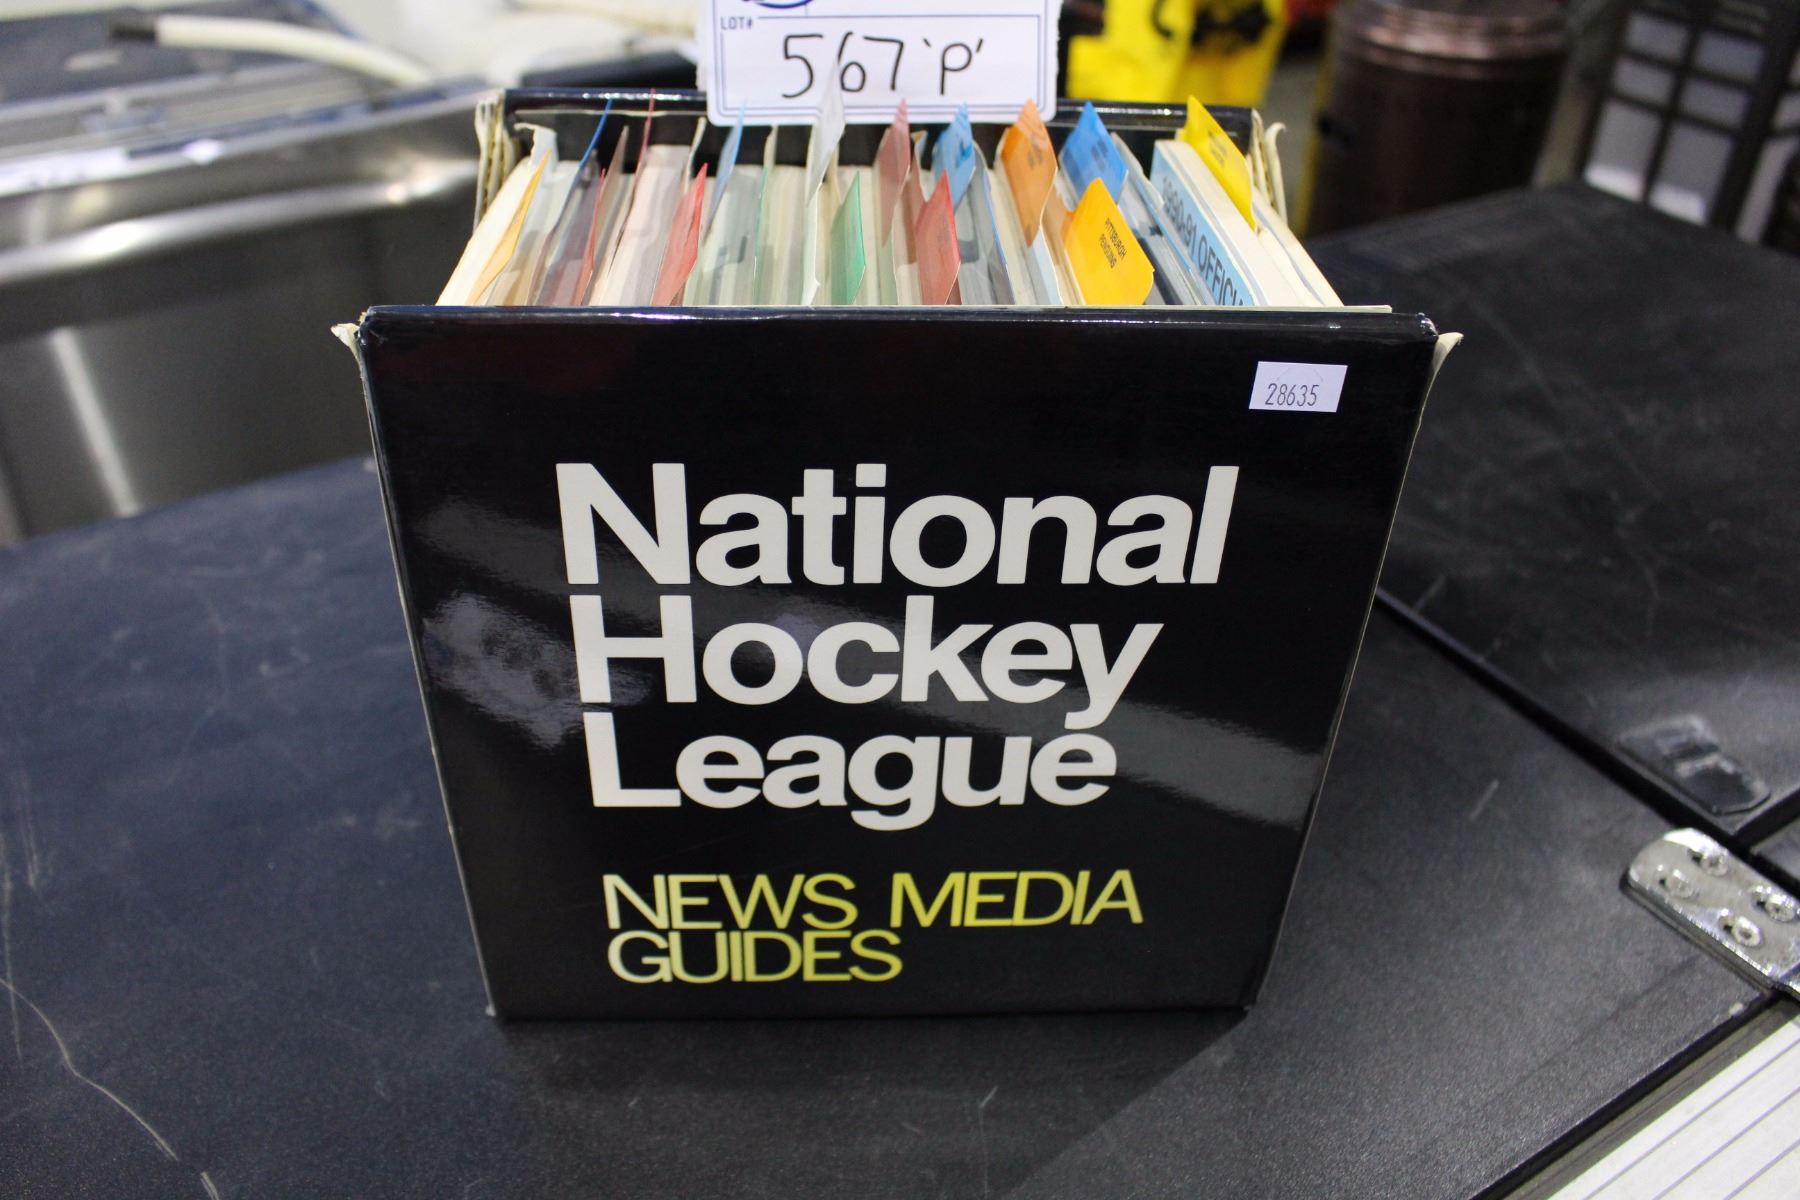 LOT#
567 'P'
PITTSBURGH
PENGUINS
1990-91 OFFICI
28635
National
Hockey
League
NEWS MEDIA
GUIDES